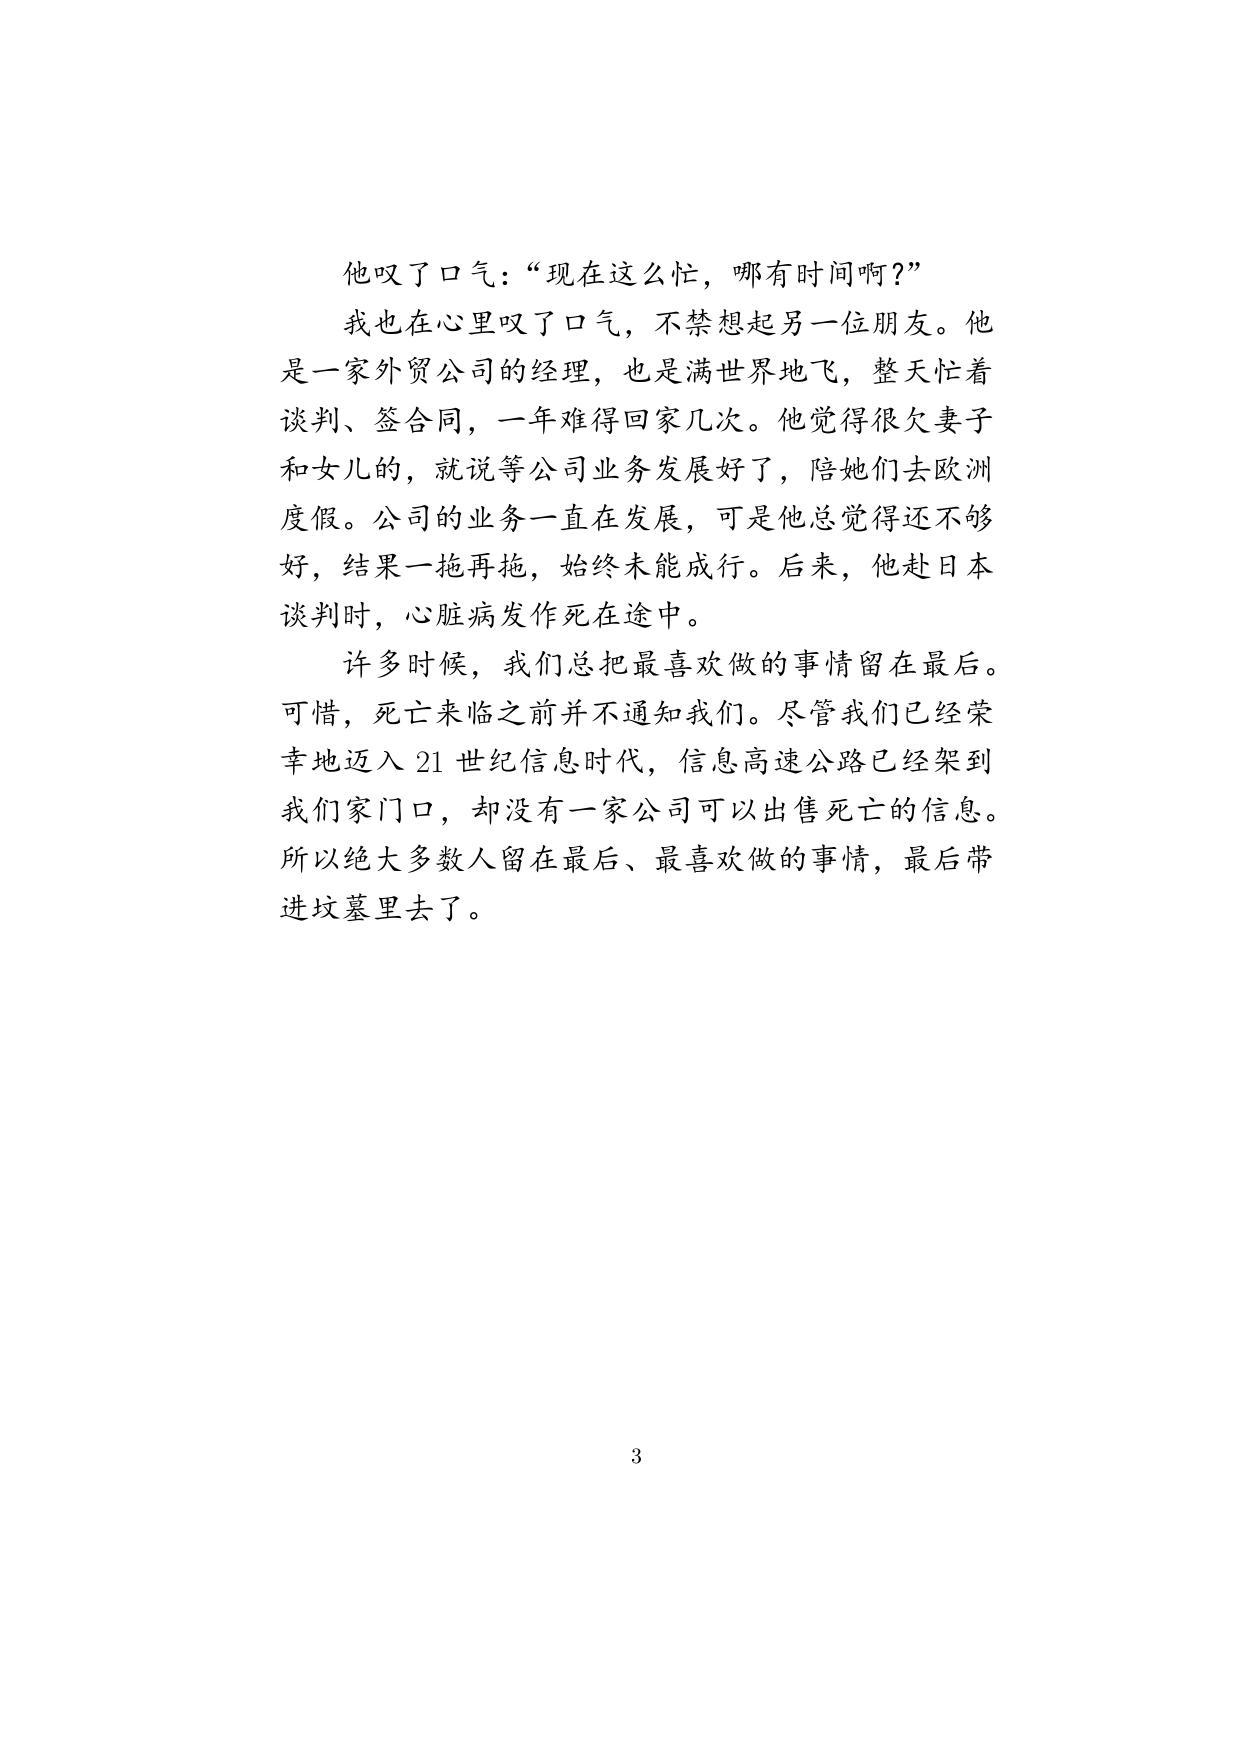 他叹了口气：“现在这么忙，哪有时间啊？”
我也在心里叹了口气，不禁想起另一位朋友。他
是一家外贸公司的经理，也是满世界地飞，整天忙着
谈判、签合同，一年难得回家几次。他觉得很欠妻子
和女儿的，就说等公司业务发展好了，陪她们去欧洲
度假。公司的业务一直在发展，可是他总觉得还不够
好，结果一拖再拖，始终未能成行。后来，他赴日本
谈判时，心脏病发作死在途中。
许多时候，我们总把最喜欢做的事情留在最后。
可惜，死亡来临之前并不通知我们。尽管我们已经荣
幸地迈入 21 世纪信息时代，信息高速公路已经架到
我们家门口，却没有一家公司可以出售死亡的信息。
所以绝大多数人留在最后、最喜欢做的事情，最后带
进坟墓里去了。
3